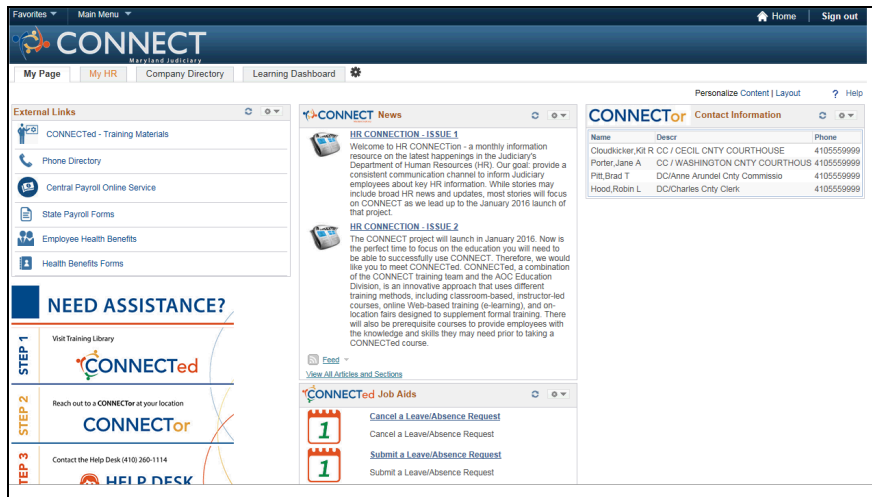 Favorites Main Menu Home Sign out
CONNECT
Maryland Judiciary
My Page My HR Company Directory Learning Dashboard
Personalize Content | Layout ? Help
External Links
CONNECTed - Training Materials
Phone Directory
Central Payroll Online Service
State Payroll Forms
Employee Health Benefits
Health Benefits Forms
NEED ASSISTANCE?
STEP 1
Visit Training Library
CONNECTed
STEP 2
Reach out to a CONNECTor at your location
CONNECTor
STEP 3
Contact the Help Desk (410) 260-1114
HELP DESK
CONNECT News
HR CONNECTION - ISSUE 1
Welcome to HR CONNECTion - a monthly information
resource on the latest happenings in the Judiciary's
Department of Human Resources (HR). Our goal: provide a
consistent communication channel to inform Judiciary
employees about key HR information. While stories may
include broad HR news and updates, most stories will focus
on CONNECT as we lead up to the January 2016 launch of
that project.
HR CONNECTION - ISSUE 2
The CONNECT project will launch in January 2016. Now is
the perfect time to focus on the education you will need to
be able to successfully use CONNECT. Therefore, we would
like you to meet CONNECTed. CONNECTed, a combination
of the CONNECT training team and the AOC Education
Division, is an innovative approach that uses different
training methods, including classroom-based, instructor-led
courses, online Web-based training (e-learning), and on-
location fairs designed to supplement formal training. There
will also be prerequisite courses to provide employees with
the knowledge and skills they may need prior to taking a
CONNECTed course.
Feed
View All Articles and Sections
CONNECTed Job Aids
1
Cancel a Leave/Absence Request
Cancel a Leave/Absence Request
1
Submit a Leave/Absence Request
Submit a Leave/Absence Request
CONNECTor Contact Information
Name Descr Phone
Cloudkicker,Kit R CC / CECIL CNTY COURTHOUSE 4105559999
Porter,Jane A CC / WASHINGTON CNTY COURTHOUS 4105559999
Pitt,Brad T DC/Anne Arundel Cnty Commissio 4105559999
Hood,Robin L DC/Charles Cnty Clerk 4105559999